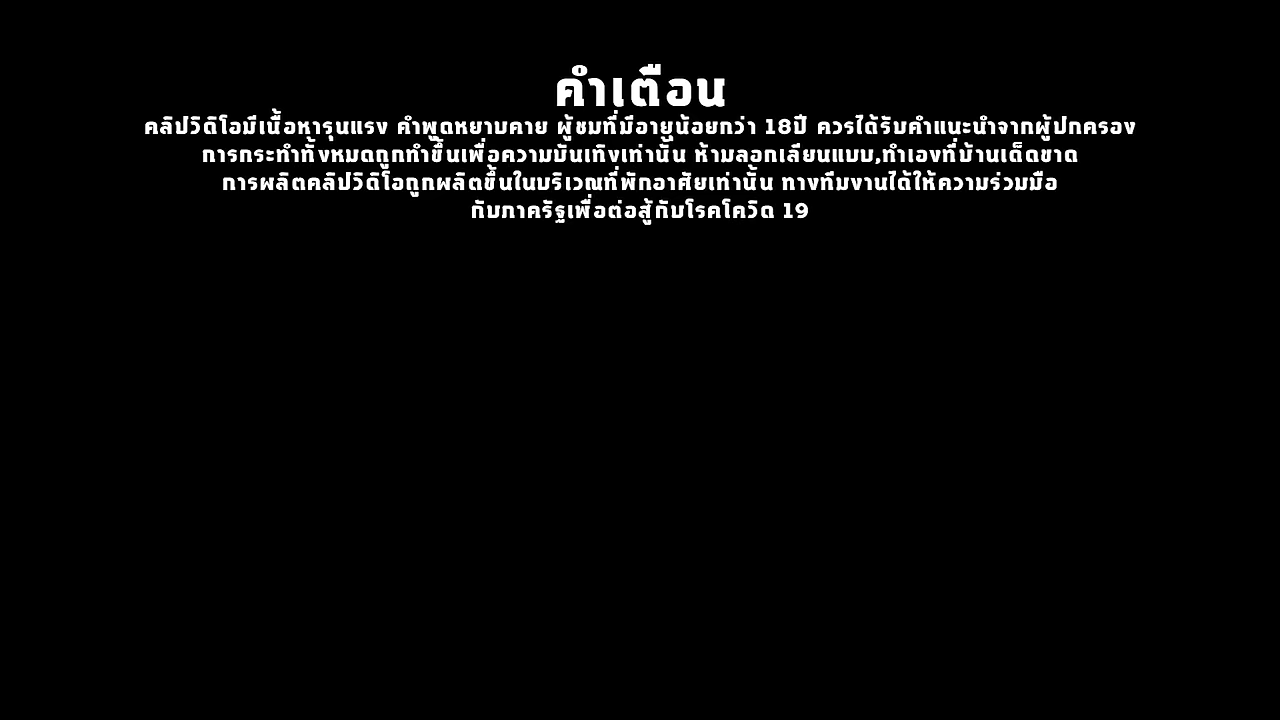 คำเตือน
คลิปวิดิโอมีเนื้อหารุนแรง คำพูดหยาบคาย ผู้ชมที่มีอายุน้อยกว่า 18ปี ควรได้รับคำแนะนำจากผู้ปกครอง
การกระทำทั้งหมดถูกทำขึ้นเพื่อความบันเทิงเท่านั้น ห้ามลอกเลียนแบบ,ทำเองที่บ้านเด็ดขาด
การผลิตคลิปวิดิโอถูกผลิตขึ้นในบริเวณที่พักอาศัยเท่านั้น ทางทีมงานได้ให้ความร่วมมือ
กับภาครัฐเพื่อต่อสู้กับโรคโควิด 19